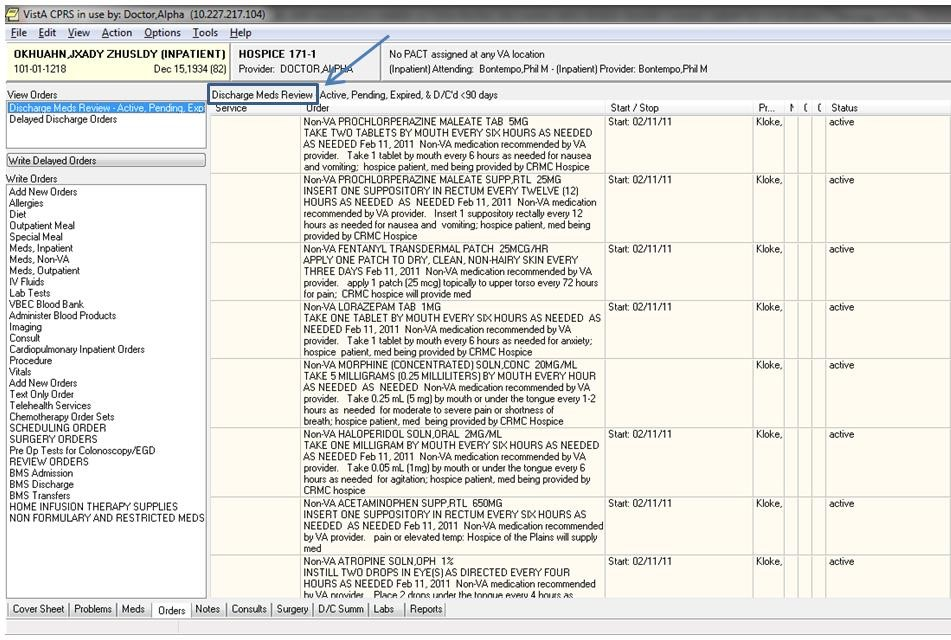 VistA CPRS in use by: Doctor,Alpha (10.227.217.104)
File Edit View Action Options Tools Help
OKHUAHN,JXADY ZHUSLDY (INPATIENT)
101-01-1218 Dec 15,1934 (82)
HOSPICE 171-1
Provider: DOCTOR,ALPHA
No PACT assigned at any VA location
(Inpatient) Attending: Bontempo,Phil M - (Inpatient) Provider: Bontempo,Phil M
View Orders
Discharge Meds Review - Active, Pending, Expi
Delayed Discharge Orders
Write Delayed Orders
Write Orders
Add New Orders
Allergies
Diet
Outpatient Meal
Special Meal
Meds, Inpatient
Meds, Non-VA
Meds, Outpatient
IV Fluids
Lab Tests
VBEC Blood Bank
Administer Blood Products
Imaging
Consult
Cardiopulmonary Inpatient Orders
Procedure
Vitals
Add New Orders
Text Only Order
Telehealth Services
Chemotherapy Order Sets
SCHEDULING ORDER
SURGERY ORDERS
Pre Op Tests for Colonoscopy/EGD
REVIEW ORDERS
BMS Admission
BMS Discharge
BMS Transfers
HOME INFUSION THERAPY SUPPLIES
NON FORMULARY AND RESTRICTED MEDS
Discharge Meds Review Active, Pending, Expired, & D/C'd <90 days
Service Order Start / Stop Pr... Status
Non-VA PROCHLORPERAZINE MALEATE TAB 5MG Start: 02/11/11 Kloke, active
TAKE TWO TABLETS BY MOUTH EVERY SIX HOURS AS NEEDED
AS NEEDED Feb 11, 2011 Non-VA medication recommended by VA
provider. Take 1 tablet by mouth every 6 hours as needed for nausea
and vomiting; hospice patient, med being provided by CRMC Hospice
Non-VA PROCHLORPERAZINE MALEATE SUPP,RTL 25MG Start: 02/11/11 Kloke, active
INSERT ONE SUPPOSITORY IN RECTUM EVERY TWELVE (12)
HOURS AS NEEDED AS NEEDED Feb 11, 2011 Non-VA medication
recommended by VA provider. Insert 1 suppository rectally every 12
hours as needed for nausea and vomiting; hospice patient, med being
provided by CRMC Hospice
Non-VA FENTANYL TRANSDERMAL PATCH 25MCG/HR Start: 02/11/11 Kloke, active
APPLY ONE PATCH TO DRY, CLEAN, NON-HAIRY SKIN EVERY
THREE DAYS Feb 11, 2011 Non-VA medication recommended by VA
provider. apply 1 patch (25 mcg) topically to upper torso every 72 hours
for pain; CRMC hospice will provide med
Non-VA LORAZEPAM TAB 1MG Start: 02/11/11 Kloke, active
TAKE ONE TABLET BY MOUTH EVERY SIX HOURS AS NEEDED AS
NEEDED Feb 11, 2011 Non-VA medication recommended by VA
provider. Take 1 tablet by mouth every 6 hours as needed for anxiety;
hospice patient, med being provided by CRMC Hospice
Non-VA MORPHINE (CONCENTRATED) SOLN,CONC 20MG/ML Kloke, active
TAKE 5 MILLIGRAMS (0.25 MILLILITERS) BY MOUTH EVERY HOUR
AS NEEDED AS NEEDED Non-VA medication recommended by VA
provider. Take 0.25 mL (5 mg) by mouth or under the tongue every 1-2
hours as needed for moderate to severe pain or shortness of
breath; hospice patient, med being provided by CRMC Hospice
Non-VA HALOPERIDOL SOLN,ORAL 2MG/ML Start: 02/11/11 Kloke, active
TAKE ONE MILLIGRAM BY MOUTH EVERY SIX HOURS AS NEEDED
AS NEEDED Feb 11, 2011 Non-VA medication recommended by VA
provider. Take 0.05 mL (1mg) by mouth or under the tongue every 6
hours as needed for agitation; hospice patient, med being provided by
CRMC hospice
Non-VA ACETAMINOPHEN SUPP,RTL 650MG Start: 02/11/11 Kloke, active
INSERT ONE SUPPOSITORY IN RECTUM EVERY SIX HOURS AS
NEEDED AS NEEDED Feb 11, 2011 Non-VA medication recommended
by VA provider. pain or elevated temp: Hospice of the Plains will supply
med
Non-VA ATROPINE SOLN,OPH 1% Start: 02/11/11 Kloke, active
INSTILL TWO DROPS IN EYE(S) AS DIRECTED EVERY FOUR
HOURS AS NEEDED Feb 11, 2011 Non-VA medication recommended
by VA provider. Place 2 drops under the tongue every 4 hours as
Cover Sheet Problems Meds Orders Notes Consults Surgery D/C Summ Labs Reports